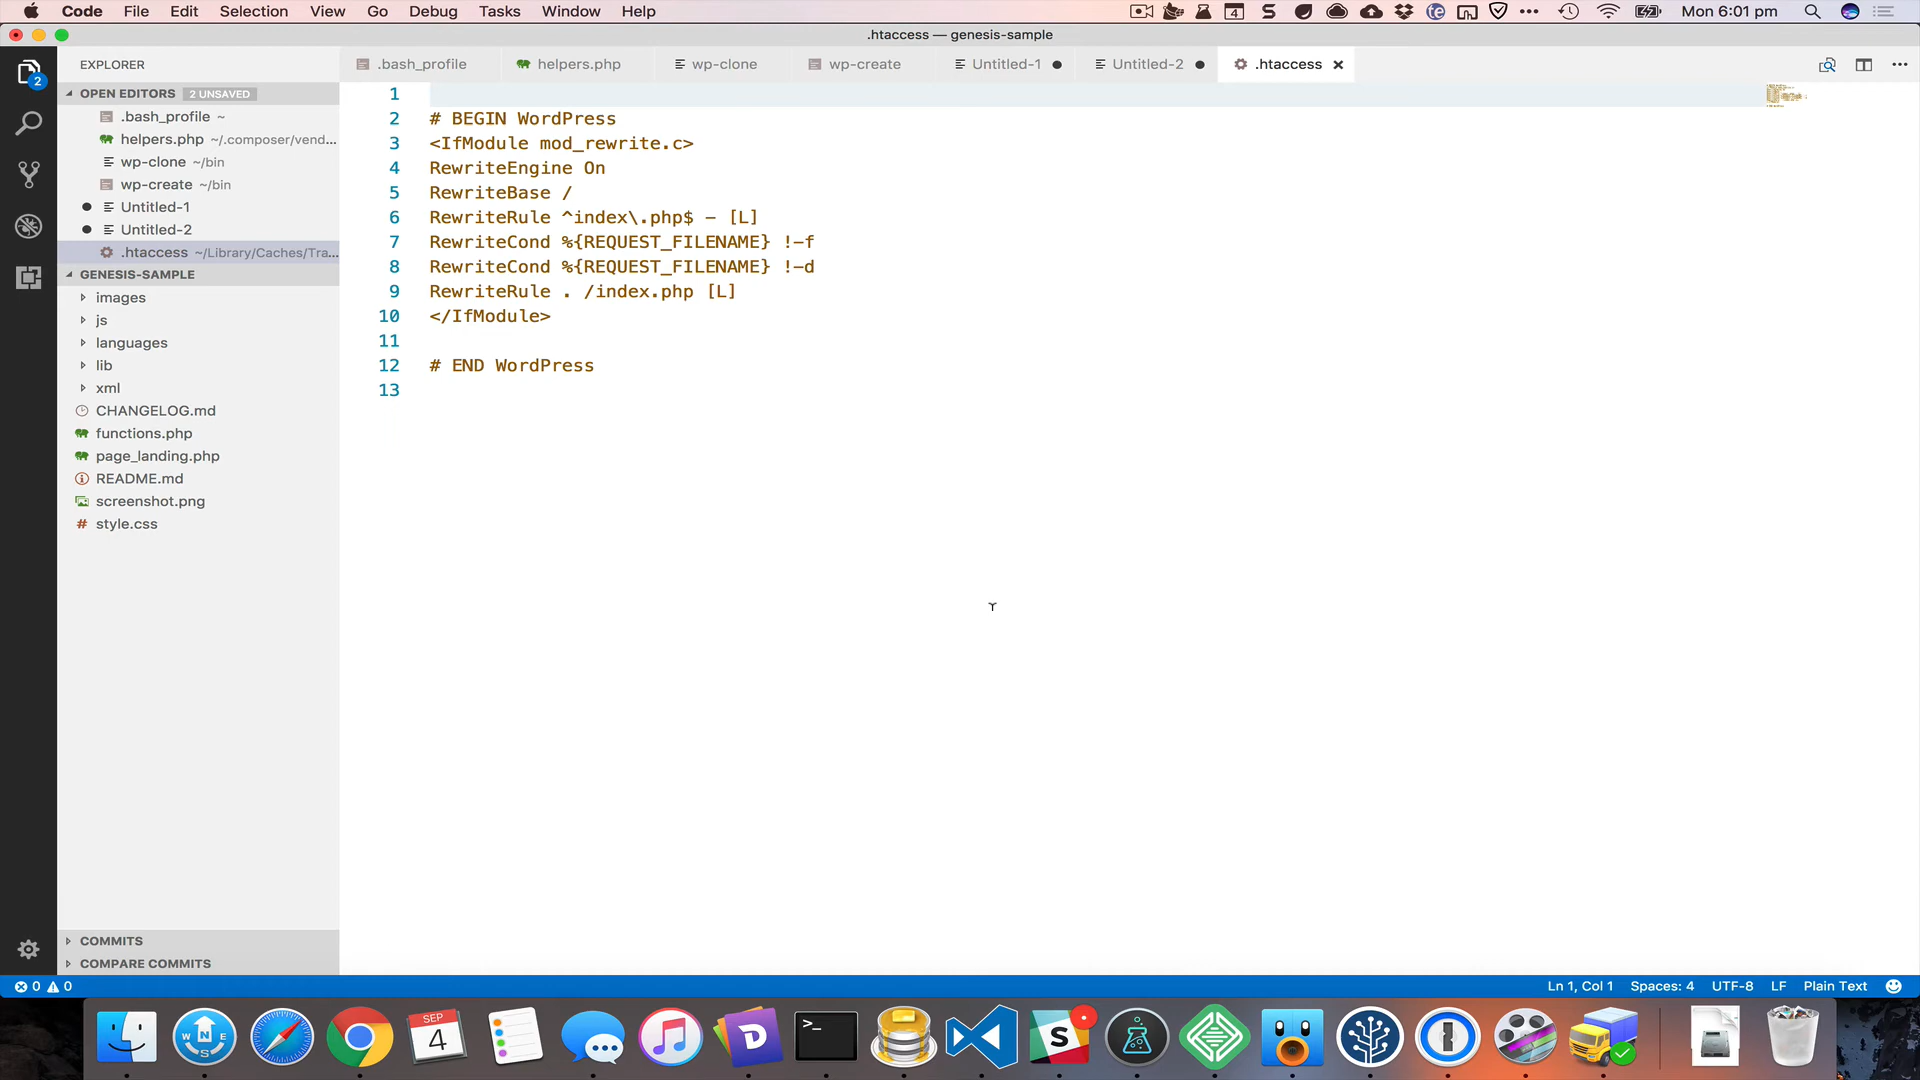 Code File Edit Selection View Go Debug Tasks Window Help
4 S te Mon 6:01 pm
.htaccess — genesis-sample
EXPLORER
.bash_profile helpers.php wp-clone wp-create Untitled-1 Untitled-2 .htaccess
2
OPEN EDITORS 2 UNSAVED
.bash_profile ~
helpers.php ~/.composer/vend...
wp-clone ~/bin
wp-create ~/bin
Untitled-1
Untitled-2
.htaccess ~/Library/Caches/Tra...
GENESIS-SAMPLE
images
js
languages
lib
xml
CHANGELOG.md
functions.php
page_landing.php
README.md
screenshot.png
# style.css
COMMITS
COMPARE COMMITS
1
2 # BEGIN WordPress
3 <IfModule mod_rewrite.c>
4 RewriteEngine On
5 RewriteBase /
6 RewriteRule ^index\.php$ - [L]
7 RewriteCond %{REQUEST_FILENAME} !-f
8 RewriteCond %{REQUEST_FILENAME} !-d
9 RewriteRule . /index.php [L]
10 </IfModule>
11
12 # END WordPress
13
0 0 Ln 1, Col 1 Spaces: 4 UTF-8 LF Plain Text
N W E S
SEP
4
D
>_
S